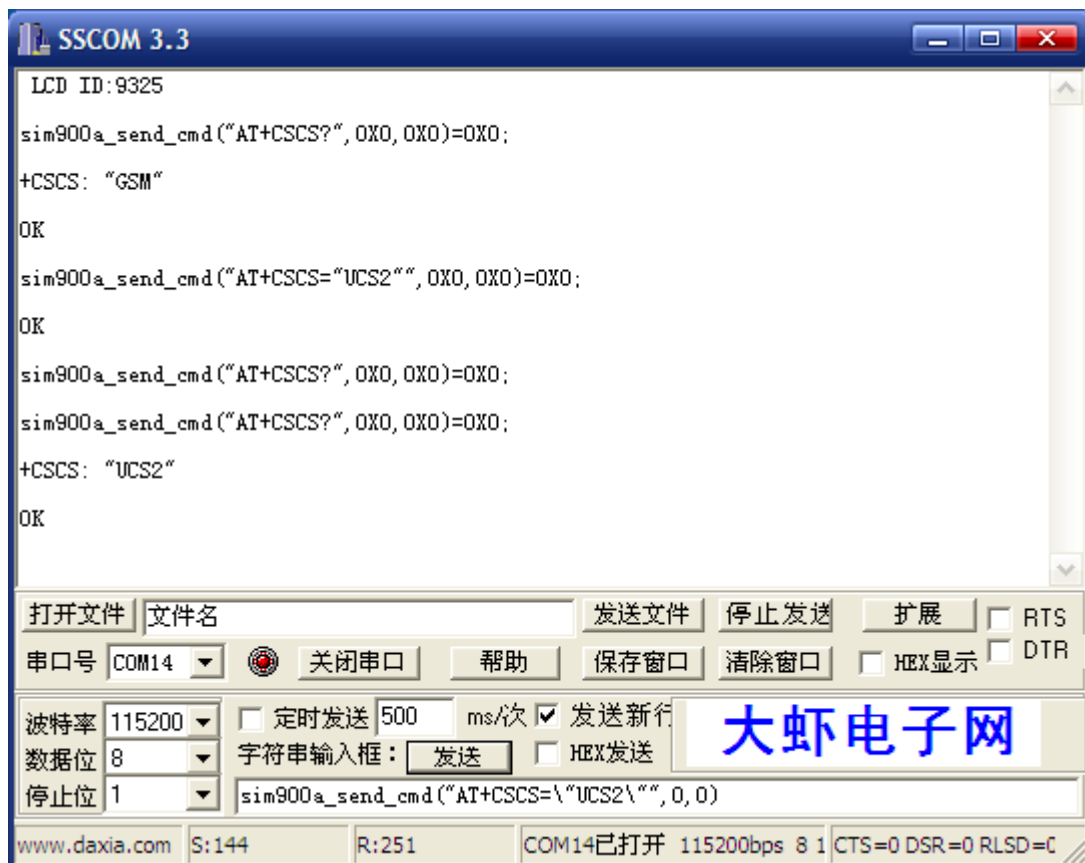 SSCOM 3.3
LCD ID:9325
sim900a_send_cmd("AT+CSCS?",0X0,0X0)=0X0;
+CSCS: "GSM"
OK
sim900a_send_cmd("AT+CSCS="UCS2"",0X0,0X0)=0X0;
OK
sim900a_send_cmd("AT+CSCS?",0X0,0X0)=0X0;
sim900a_send_cmd("AT+CSCS?",0X0,0X0)=0X0;
+CSCS: "UCS2"
OK
打开文件 文件名 发送文件 停止发送 扩展 RTS
串口号 COM14 关闭串口 帮助 保存窗口 清除窗口 HEX显示 DTR
波特率 115200 定时发送 500 ms/次 发送新行 大虾电子网
数据位 8 字符串输入框： 发送 HEX发送
停止位 1 sim900a_send_cmd("AT+CSCS=\"UCS2\"",0,0)
www.daxia.com S:144 R:251 COM14已打开 115200bps 8 1 CTS=0 DSR=0 RLSD=